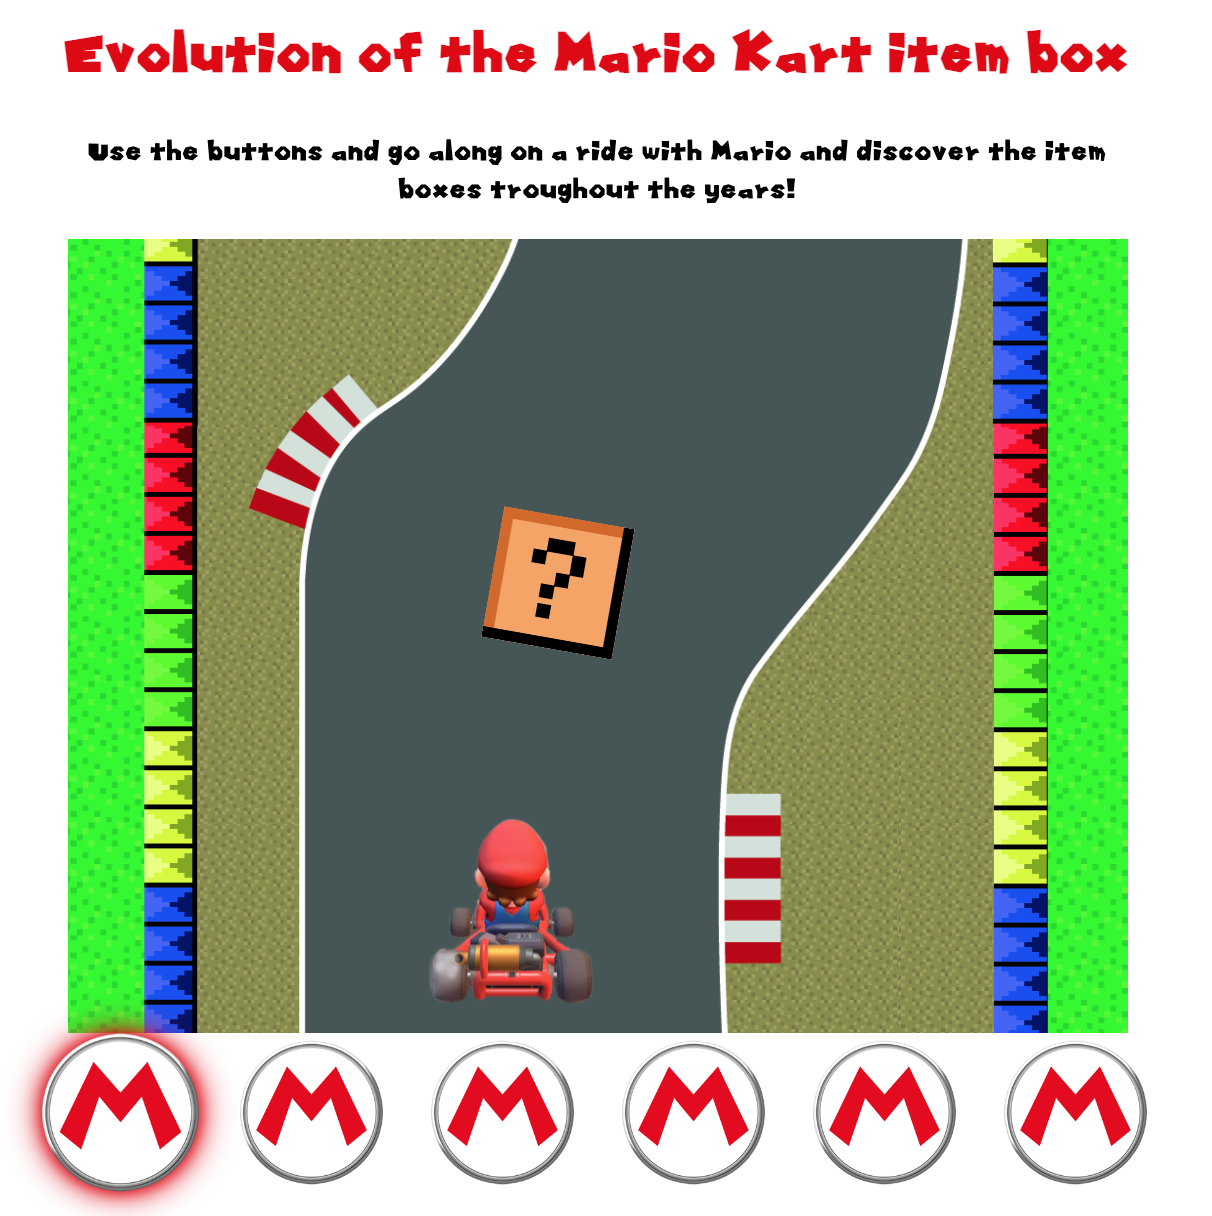 Evolution of the Mario Kart item box
Use the buttons and go along on a ride with Mario and discover the item
boxes troughout the years!
?
M M M M M M